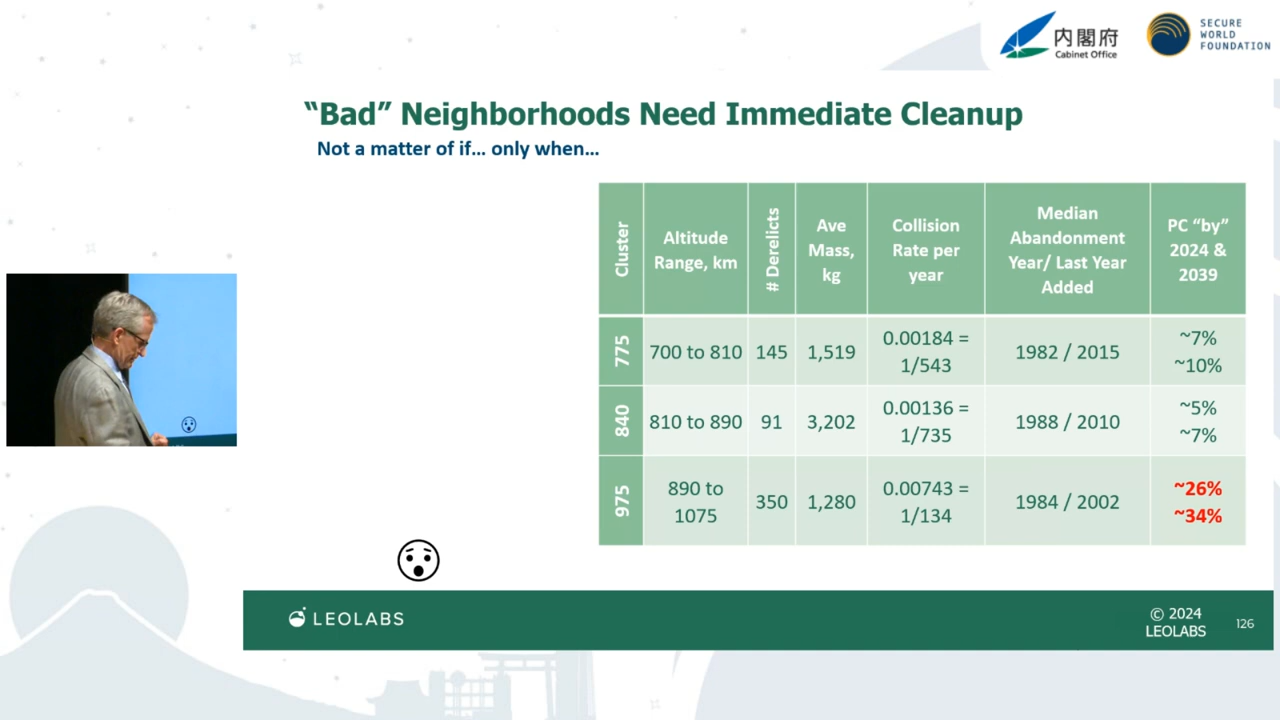 内閣府
Cabinet Office
SECURE
WORLD
FOUNDATION
“Bad” Neighborhoods Need Immediate Cleanup
Not a matter of if... only when...
Cluster
Altitude
Range, km
# Derelicts
Ave
Mass,
kg
Collision
Rate per
year
Median
Abandonment
Year/ Last Year
Added
PC “by”
2024 &
2039
775
700 to 810
145
1,519
0.00184 =
1/543
1982 / 2015
~7%
~10%
840
810 to 890
91
3,202
0.00136 =
1/735
1988 / 2010
~5%
~7%
975
890 to
1075
350
1,280
0.00743 =
1/134
1984 / 2002
~26%
~34%
LEOLABS
© 2024
LEOLABS
126